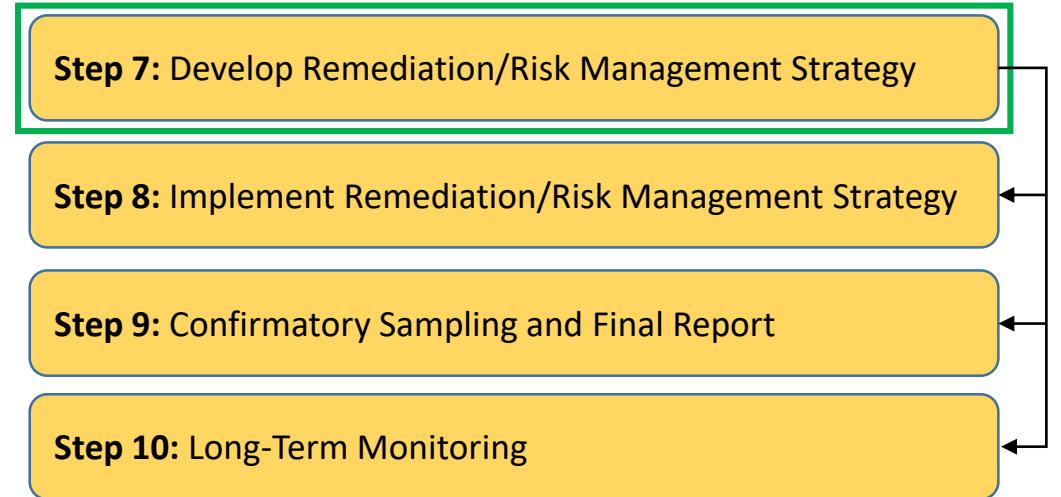 Step 7: Develop Remediation/Risk Management Strategy
Step 8: Implement Remediation/Risk Management Strategy
Step 9: Confirmatory Sampling and Final Report
Step 10: Long-Term Monitoring